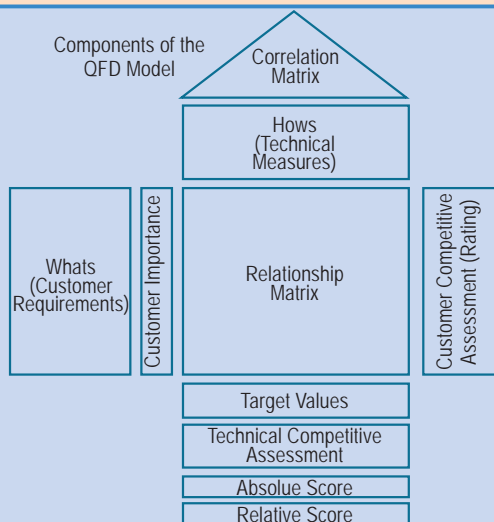 Components of the
QFD Model
Correlation
Matrix
Hows
(Technical
Measures)
Whats
(Customer
Requirements)
Customer Importance
Relationship
Matrix
Customer Competitive
Assessment (Rating)
Target Values
Technical Competitive
Assessment
Absolue Score
Relative Score